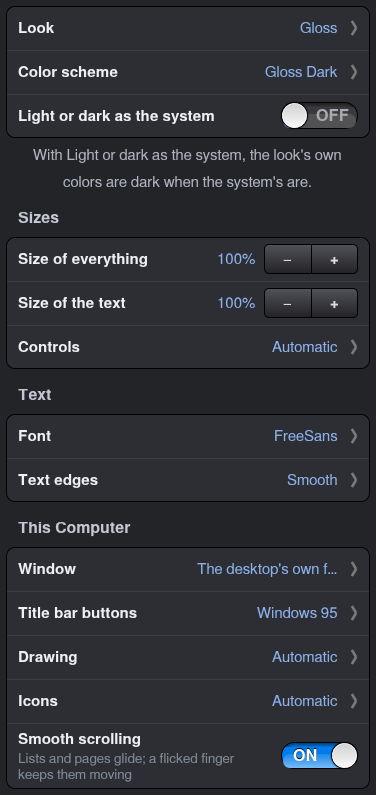 Look Gloss
Color scheme Gloss Dark
Light or dark as the system OFF
With Light or dark as the system, the look's own
colors are dark when the system's are.
Sizes
Size of everything 100% − +
Size of the text 100% − +
Controls Automatic
Text
Font FreeSans
Text edges Smooth
This Computer
Window The desktop's own f...
Title bar buttons Windows 95
Drawing Automatic
Icons Automatic
Smooth scrolling
Lists and pages glide; a flicked finger
keeps them moving
ON